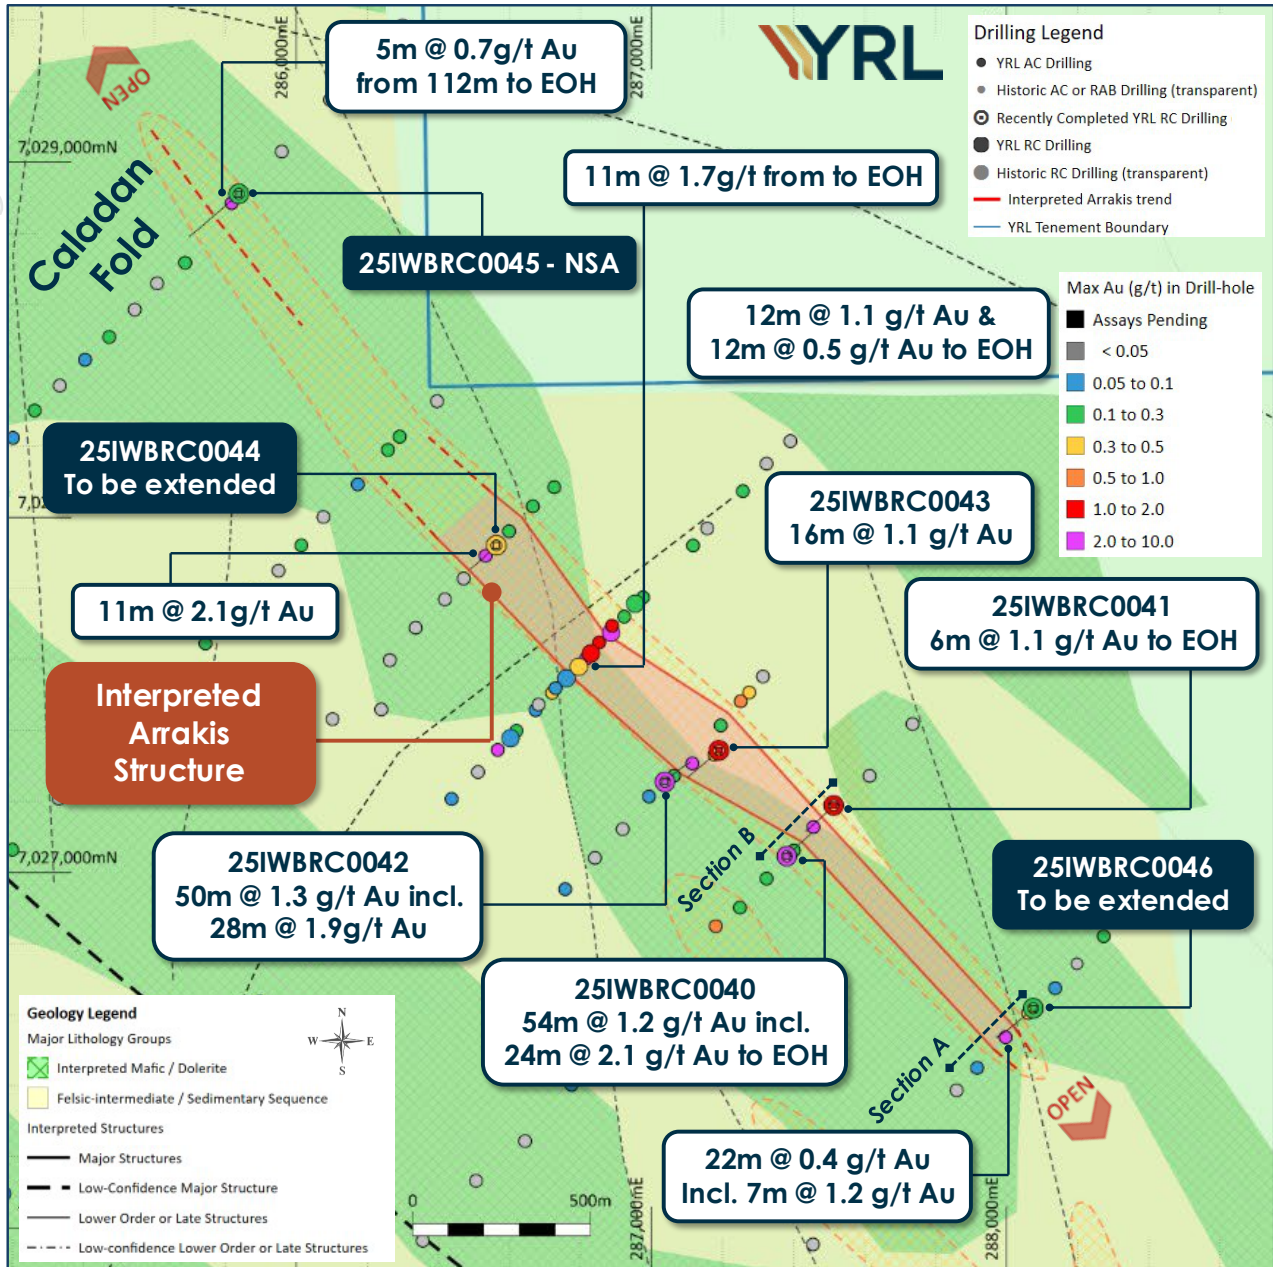 5m @ 0.7g/t Au
from 112m to EOH
286,000mE
287,000mE
YRL
Drilling Legend
YRL AC Drilling
Historic AC or RAB Drilling (transparent)
Recently Completed YRL RC Drilling
YRL RC Drilling
Historic RC Drilling (transparent)
Interpreted Arrakis trend
YRL Tenement Boundary
OPEN
7,029,000mN
Caladan
Fold
11m @ 1.7g/t from to EOH
25IWBRC0045 - NSA
12m @ 1.1 g/t Au &
12m @ 0.5 g/t Au to EOH
Max Au (g/t) in Drill-hole
Assays Pending
< 0.05
0.05 to 0.1
0.1 to 0.3
0.3 to 0.5
0.5 to 1.0
1.0 to 2.0
2.0 to 10.0
25IWBRC0044
To be extended
25IWBRC0043
16m @ 1.1 g/t Au
11m @ 2.1g/t Au
25IWBRC0041
6m @ 1.1 g/t Au to EOH
Interpreted
Arrakis
Structure
7,027,000mN
25IWBRC0042
50m @ 1.3 g/t Au incl.
28m @ 1.9g/t Au
Section B
25IWBRC0046
To be extended
25IWBRC0040
54m @ 1.2 g/t Au incl.
24m @ 2.1 g/t Au to EOH
Section A
OPEN
22m @ 0.4 g/t Au
Incl. 7m @ 1.2 g/t Au
Geology Legend
Major Lithology Groups
Interpreted Mafic / Dolerite
Felsic-intermediate / Sedimentary Sequence
Interpreted Structures
Major Structures
Low-Confidence Major Structure
Lower Order or Late Structures
Low-confidence Lower Order or Late Structures
N
W
E
S
0
500m
287,000mE
288,000mE